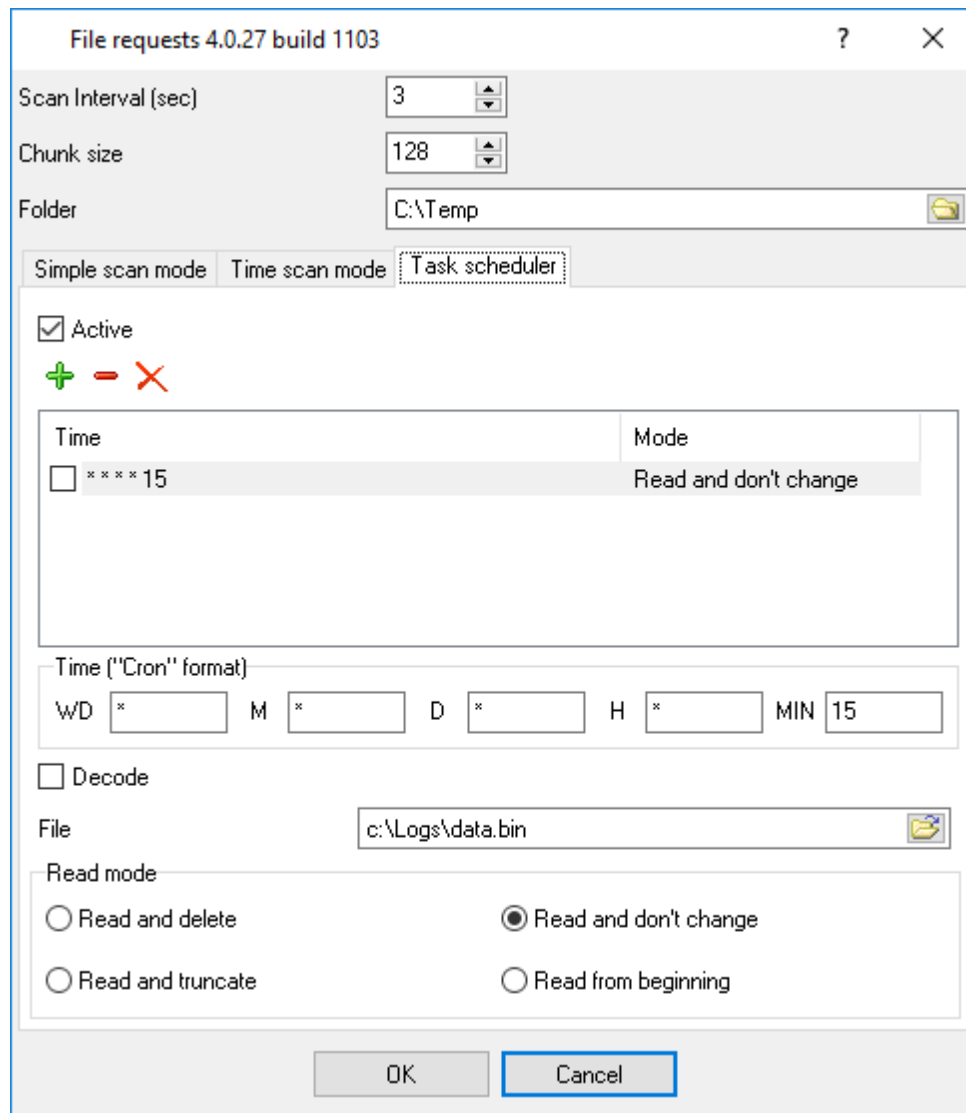 File requests 4.0.27 build 1103 ?
Scan Interval (sec) 3
Chunk size 128
Folder C:\Temp
Simple scan mode Time scan mode Task scheduler
Active
Time Mode
* * * * 15 Read and don't change
Time ("Cron" format)
WD * M * D * H * MIN 15
Decode
File c:\Logs\data.bin
Read mode
Read and delete Read and don't change
Read and truncate Read from beginning
OK Cancel